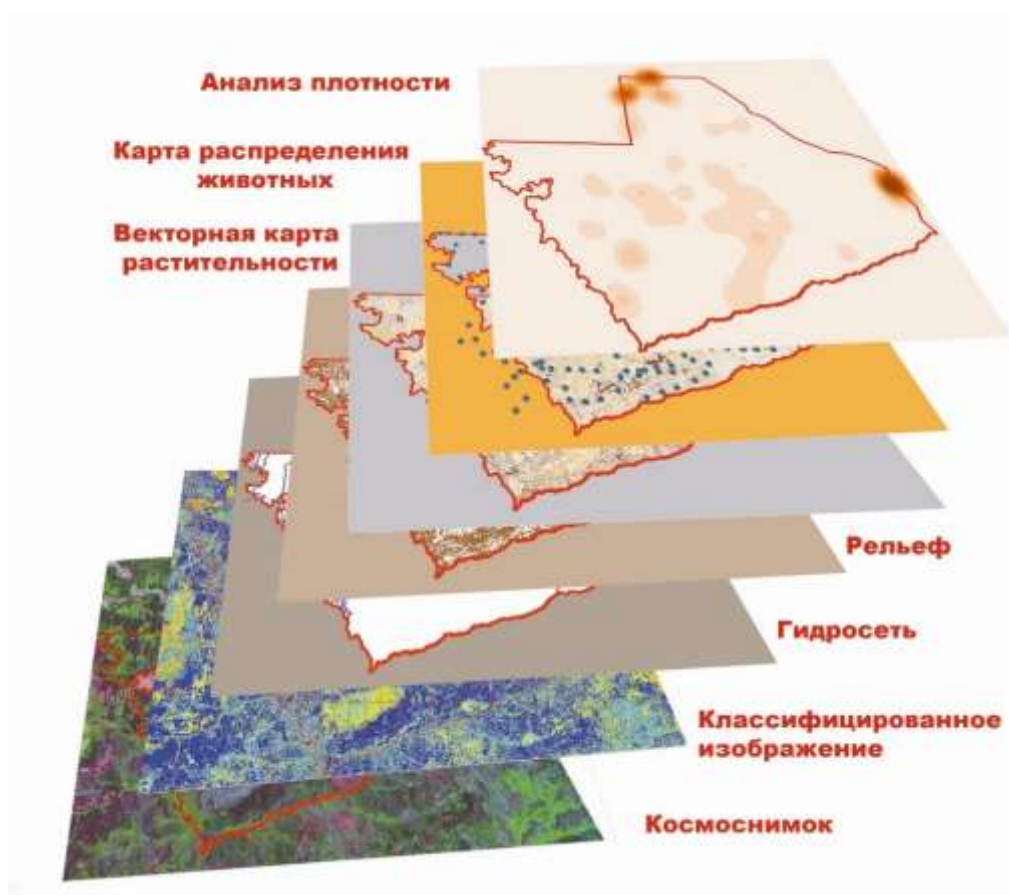 Анализ плотности
Карта распределения
животных
Векторная карта
растительности
Рельеф
Гидросеть
Классифицированное
изображение
Космоснимок